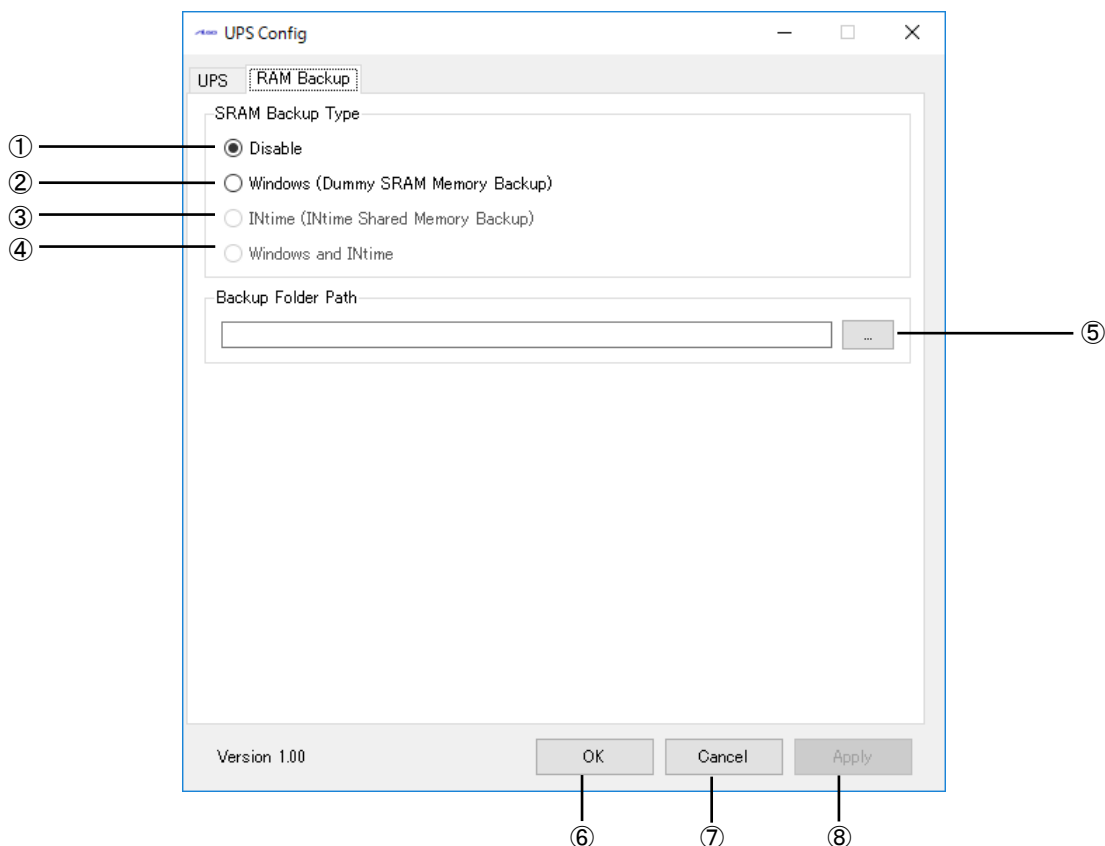 UPS Config
UPS RAM Backup
SRAM Backup Type
① Disable
② Windows (Dummy SRAM Memory Backup)
③ INtime (INtime Shared Memory Backup)
④ Windows and INtime
Backup Folder Path
... ⑤
Version 1.00 OK Cancel Apply
⑥ ⑦ ⑧